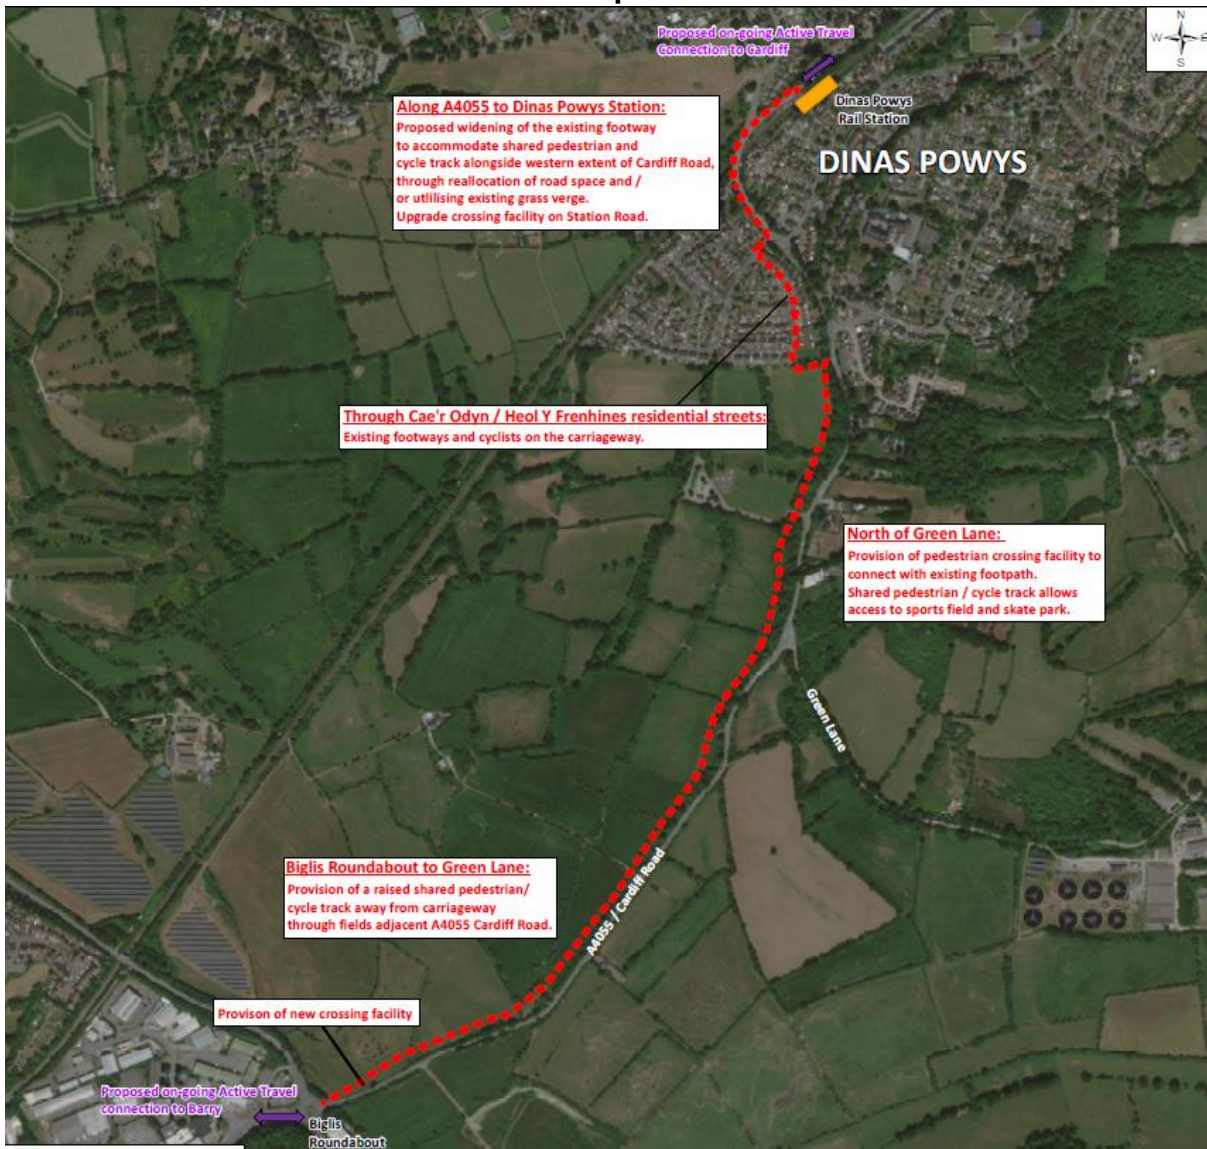 Proposed on-going Active Travel
Connection to Cardiff
N
W
E
S
Dinas Powys
Rail Station
DINAS POWYS
Along A4055 to Dinas Powys Station:
Proposed widening of the existing footway
to accommodate shared pedestrian and
cycle track alongside western extent of Cardiff Road,
through reallocation of road space and /
or utlilising existing grass verge.
Upgrade crossing facility on Station Road.
Through Cae'r Odyn / Heol Y Frenhines residential streets:
Existing footways and cyclists on the carriageway.
North of Green Lane:
Provision of pedestrian crossing facility to
connect with existing footpath.
Shared pedestrian / cycle track allows
access to sports field and skate park.
Green Lane
A4055 / Cardiff Road
Biglis Roundabout to Green Lane:
Provision of a raised shared pedestrian/
cycle track away from carriageway
through fields adjacent A4055 Cardiff Road.
Provison of new crossing facility
Proposed on-going Active Travel
connection to Barry
Biglis
Roundabout